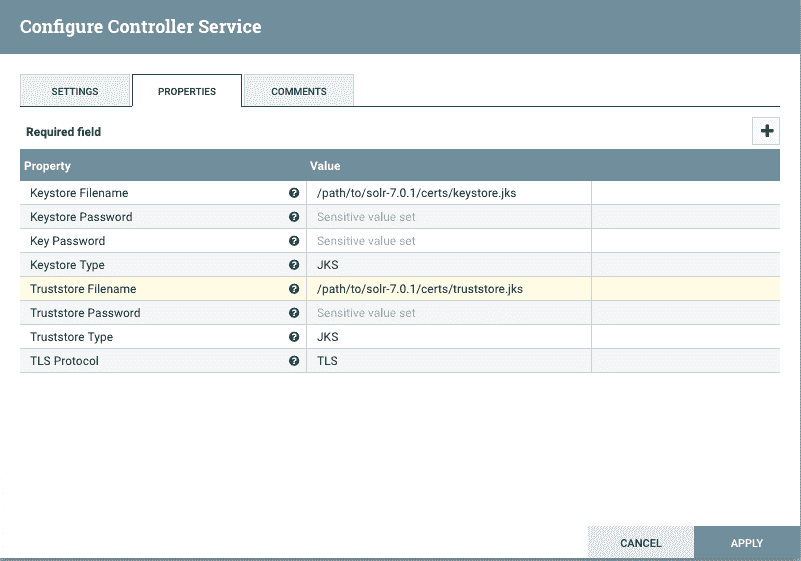 Configure Controller Service
SETTINGS PROPERTIES COMMENTS
Required field
Property Value
Keystore Filename /path/to/solr-7.0.1/certs/keystore.jks
Keystore Password Sensitive value set
Key Password Sensitive value set
Keystore Type JKS
Truststore Filename /path/to/solr-7.0.1/certs/truststore.jks
Truststore Password Sensitive value set
Truststore Type JKS
TLS Protocol TLS
CANCEL APPLY